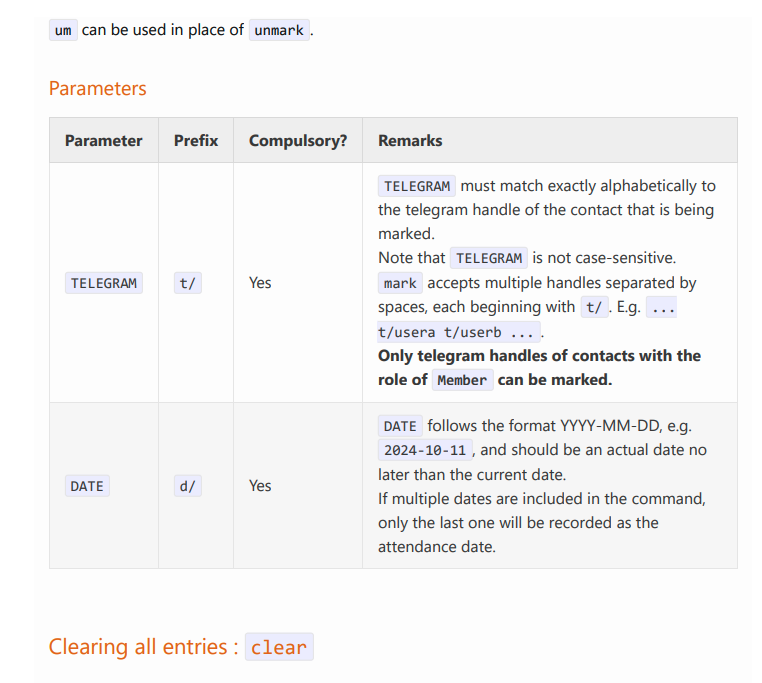 um can be used in place of unmark.
Parameters
Parameter Prefix Compulsory? Remarks
TELEGRAM must match exactly alphabetically to
the telegram handle of the contact that is being
marked.
Note that TELEGRAM is not case-sensitive.
TELEGRAM t/ Yes mark accepts multiple handles separated by
spaces, each beginning with t/. E.g. ...
t/usera t/userb ... .
Only telegram handles of contacts with the
role of Member can be marked.
DATE follows the format YYYY-MM-DD, e.g.
2024-10-11, and should be an actual date no
later than the current date.
DATE d/ Yes If multiple dates are included in the command,
only the last one will be recorded as the
attendance date.
Clearing all entries : clear